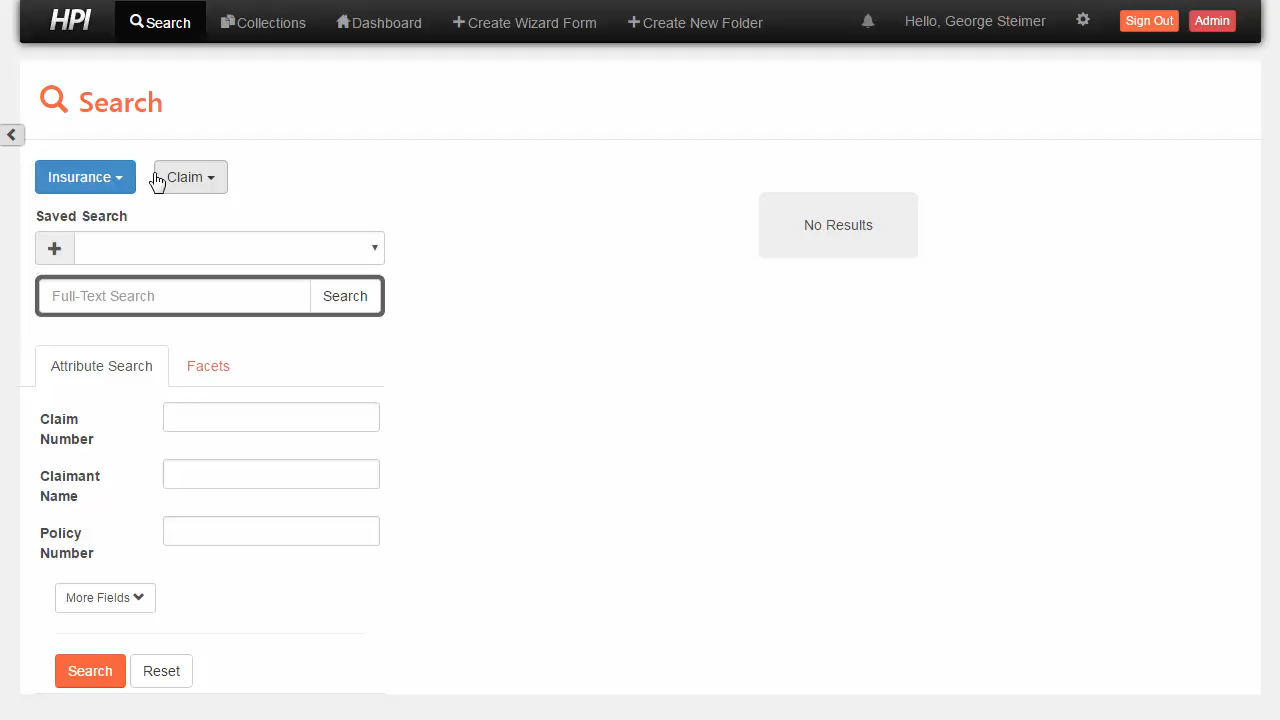 HPI Search Collections Dashboard Create Wizard Form Create New Folder Hello, George Steimer Sign Out Admin
Search
Insurance Claim
Saved Search
No Results
Full-Text Search Search
Attribute Search Facets
Claim
Number
Claimant
Name
Policy
Number
More Fields
Search Reset